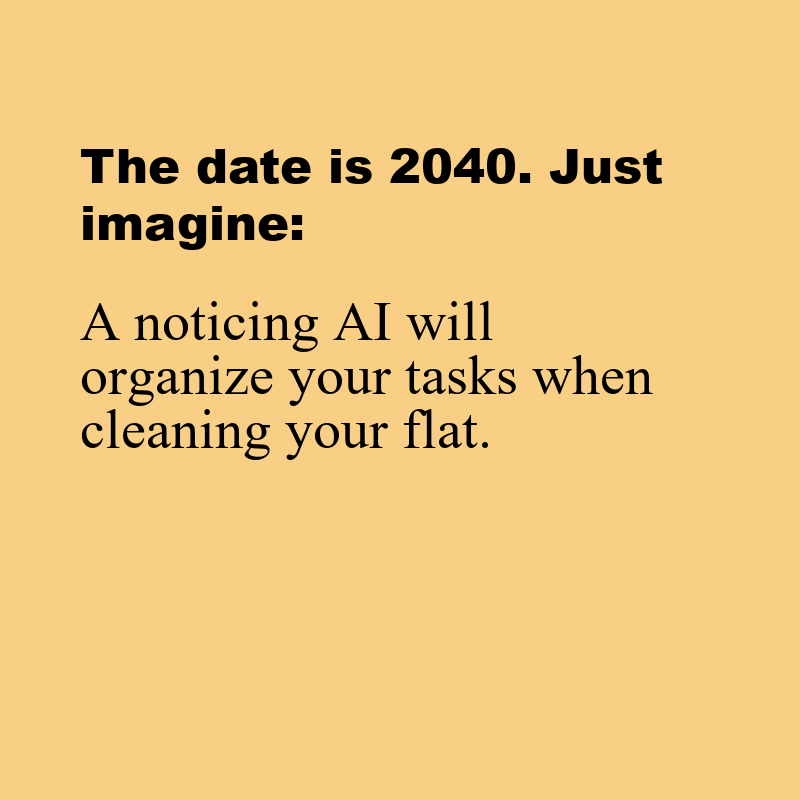 The date is 2040. Just
imagine:
A noticing AI will
organize your tasks when
cleaning your flat.